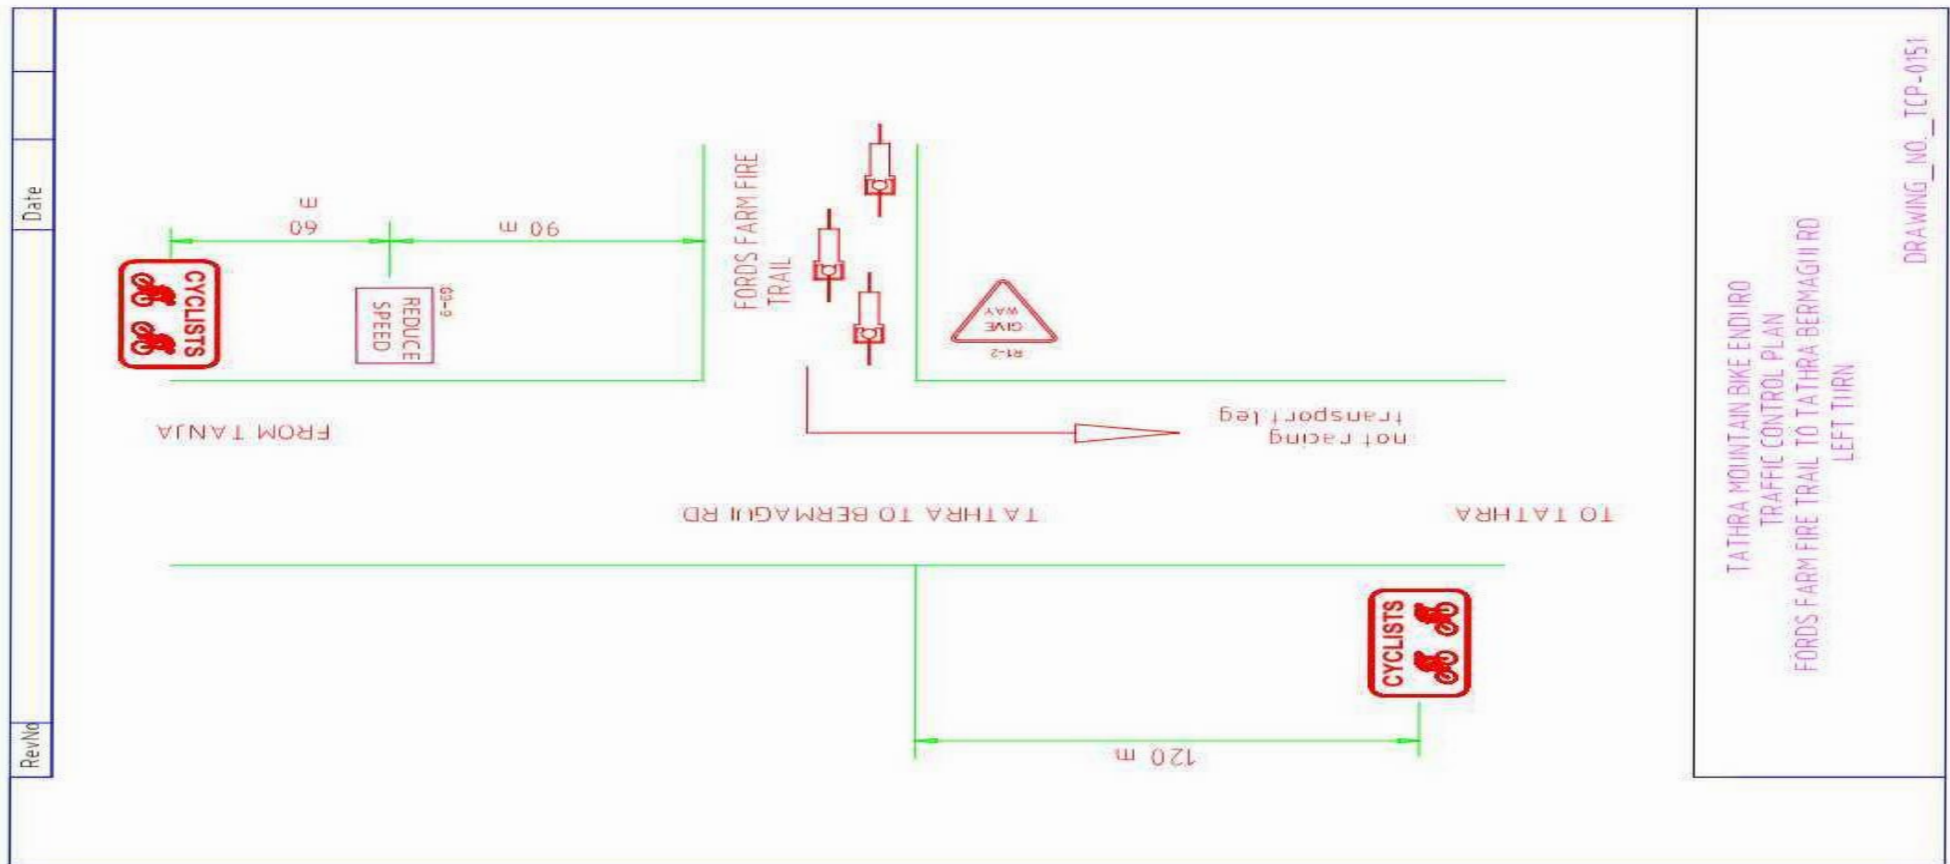 RevNo
Date
CYCLISTS
60
m
90 m
G9-9
REDUCE
SPEED
FORDS FARM FIRE
TRAIL
R1-2
GIVE
WAY
FROM TANJA
not racing
transport leg
TATHRA TO BERMAGUI RD
TO TATHRA
CYCLISTS
120 m
TATHRA MOUNTAIN BIKE ENDURO
TRAFFIC CONTROL PLAN
FORDS FARM FIRE TRAIL TO TATHRA BERMAGUI RD
LEFT TURN
DRAWING_NO._TCP-0151